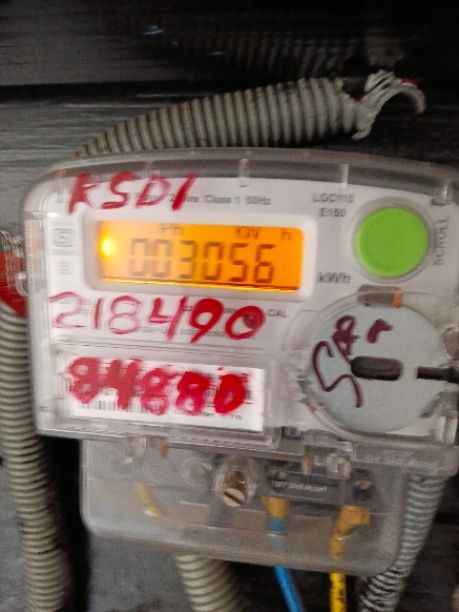 KSD1
Class 1 50Hz
LGC110
E150
SCROLL
Ph KW h
003056
kWh
218490
CAL
84880